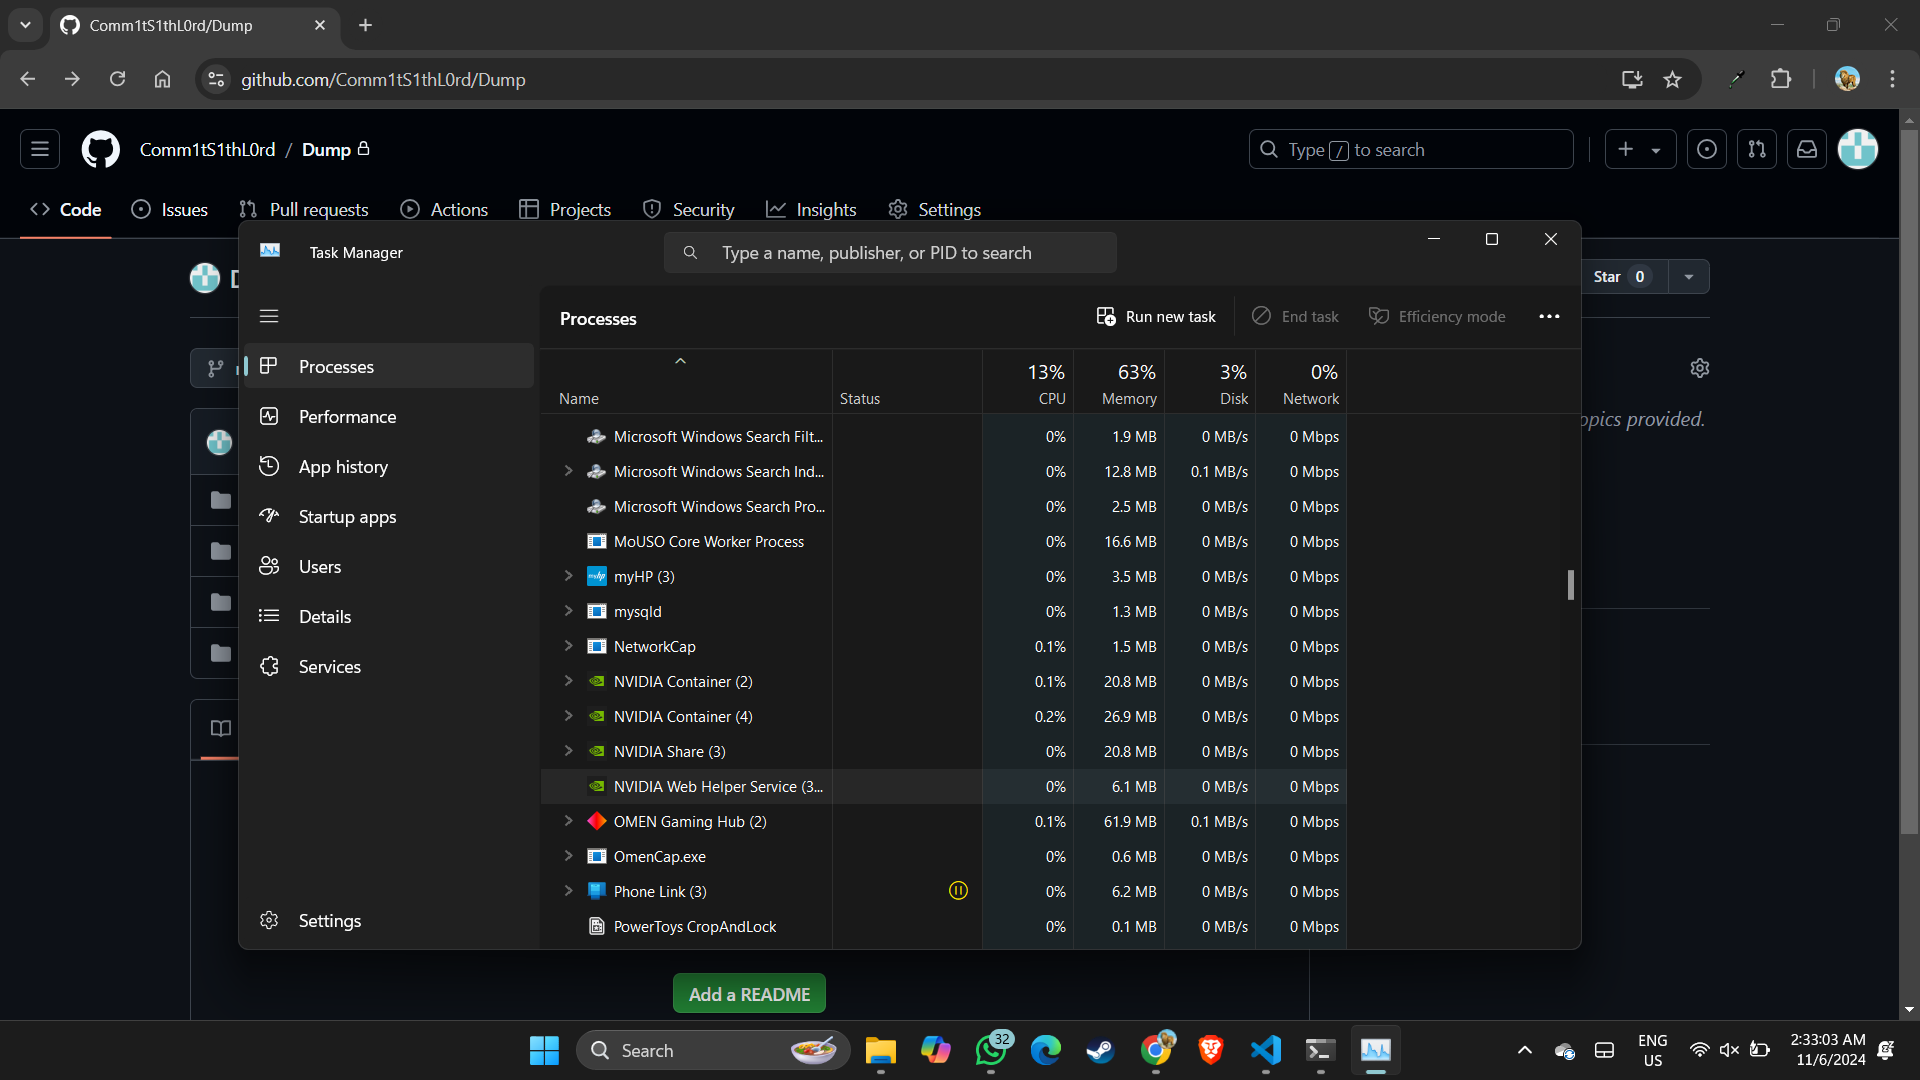 Comm1tS1thL0rd/Dump
github.com/Comm1tS1thL0rd/Dump
Comm1tS1thL0rd / Dump
Type / to search
Code Issues Pull requests Actions Projects Security Insights Settings
Task Manager
Type a name, publisher, or PID to search
Star 0
Processes
Run new task
End task
Efficiency mode
Processes
Performance
App history
Startup apps
Users
Details
Services
Settings
13% 63% 3% 0%
Name Status CPU Memory Disk Network
Microsoft Windows Search Filt... 0% 1.9 MB 0 MB/s 0 Mbps
Microsoft Windows Search Ind... 0% 12.8 MB 0.1 MB/s 0 Mbps
Microsoft Windows Search Pro... 0% 2.5 MB 0 MB/s 0 Mbps
MoUSO Core Worker Process 0% 16.6 MB 0 MB/s 0 Mbps
myHP (3) 0% 3.5 MB 0 MB/s 0 Mbps
mysqld 0% 1.3 MB 0 MB/s 0 Mbps
NetworkCap 0.1% 1.5 MB 0 MB/s 0 Mbps
NVIDIA Container (2) 0.1% 20.8 MB 0 MB/s 0 Mbps
NVIDIA Container (4) 0.2% 26.9 MB 0 MB/s 0 Mbps
NVIDIA Share (3) 0% 20.8 MB 0 MB/s 0 Mbps
NVIDIA Web Helper Service (3... 0% 6.1 MB 0 MB/s 0 Mbps
OMEN Gaming Hub (2) 0.1% 61.9 MB 0.1 MB/s 0 Mbps
OmenCap.exe 0% 0.6 MB 0 MB/s 0 Mbps
Phone Link (3) 0% 6.2 MB 0 MB/s 0 Mbps
PowerToys CropAndLock 0% 0.1 MB 0 MB/s 0 Mbps
opics provided.
Add a README
Search
32
ENG
US
2:33:03 AM
11/6/2024